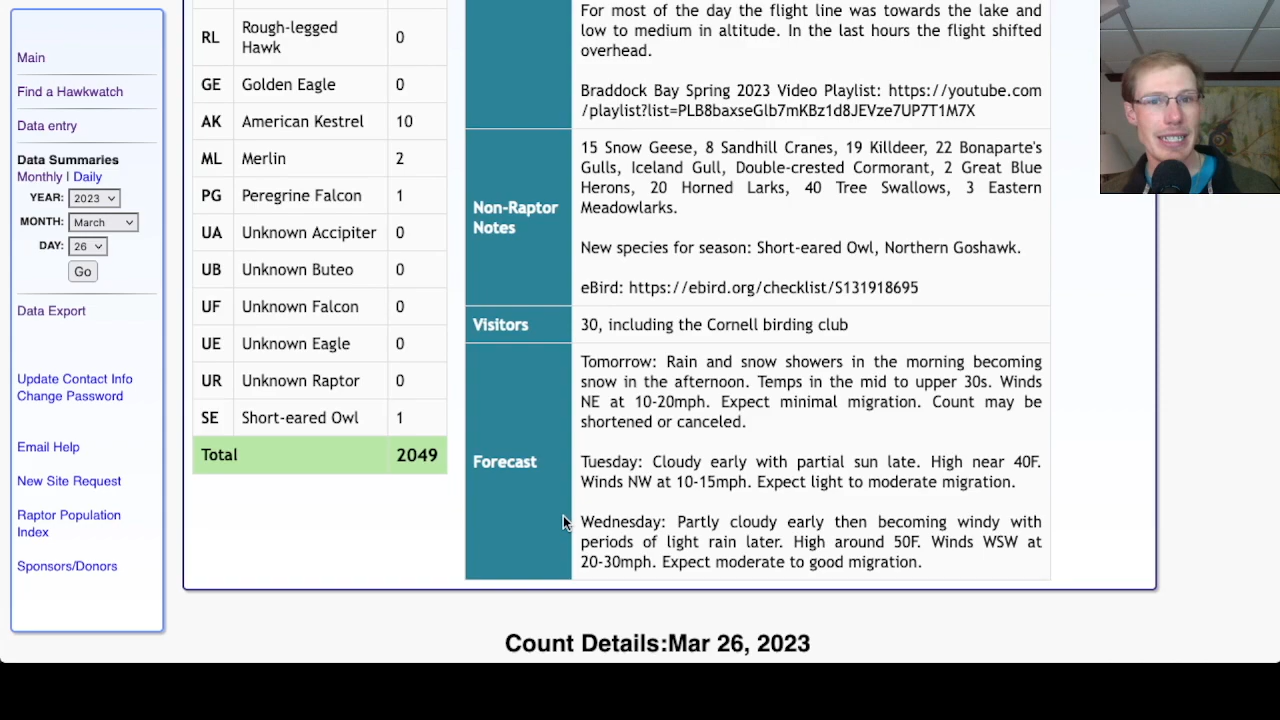 Main
Find a Hawkwatch
Data entry
Data Summaries
Monthly | Daily
YEAR: 2023
MONTH: March
DAY: 26
Go
Data Export
Update Contact Info
Change Password
Email Help
New Site Request
Raptor Population
Index
Sponsors/Donors
RL Rough-legged
Hawk 0
GE Golden Eagle 0
AK American Kestrel 10
ML Merlin 2
PG Peregrine Falcon 1
UA Unknown Accipiter 0
UB Unknown Buteo 0
UF Unknown Falcon 0
UE Unknown Eagle 0
UR Unknown Raptor 0
SE Short-eared Owl 1
Total 2049
For most of the day the flight line was towards the lake and
low to medium in altitude. In the last hours the flight shifted
overhead.
Braddock Bay Spring 2023 Video Playlist: https://youtube.com
/playlist?list=PLB8baxseGlb7mKBz1d8JEVze7UP7T1M7X
Non-Raptor
Notes
15 Snow Geese, 8 Sandhill Cranes, 19 Killdeer, 22 Bonaparte's
Gulls, Iceland Gull, Double-crested Cormorant, 2 Great Blue
Herons, 20 Horned Larks, 40 Tree Swallows, 3 Eastern
Meadowlarks.
New species for season: Short-eared Owl, Northern Goshawk.
eBird: https://ebird.org/checklist/S131918695
Visitors
30, including the Cornell birding club
Forecast
Tomorrow: Rain and snow showers in the morning becoming
snow in the afternoon. Temps in the mid to upper 30s. Winds
NE at 10-20mph. Expect minimal migration. Count may be
shortened or canceled.
Tuesday: Cloudy early with partial sun late. High near 40F.
Winds NW at 10-15mph. Expect light to moderate migration.
Wednesday: Partly cloudy early then becoming windy with
periods of light rain later. High around 50F. Winds WSW at
20-30mph. Expect moderate to good migration.
Count Details:Mar 26, 2023